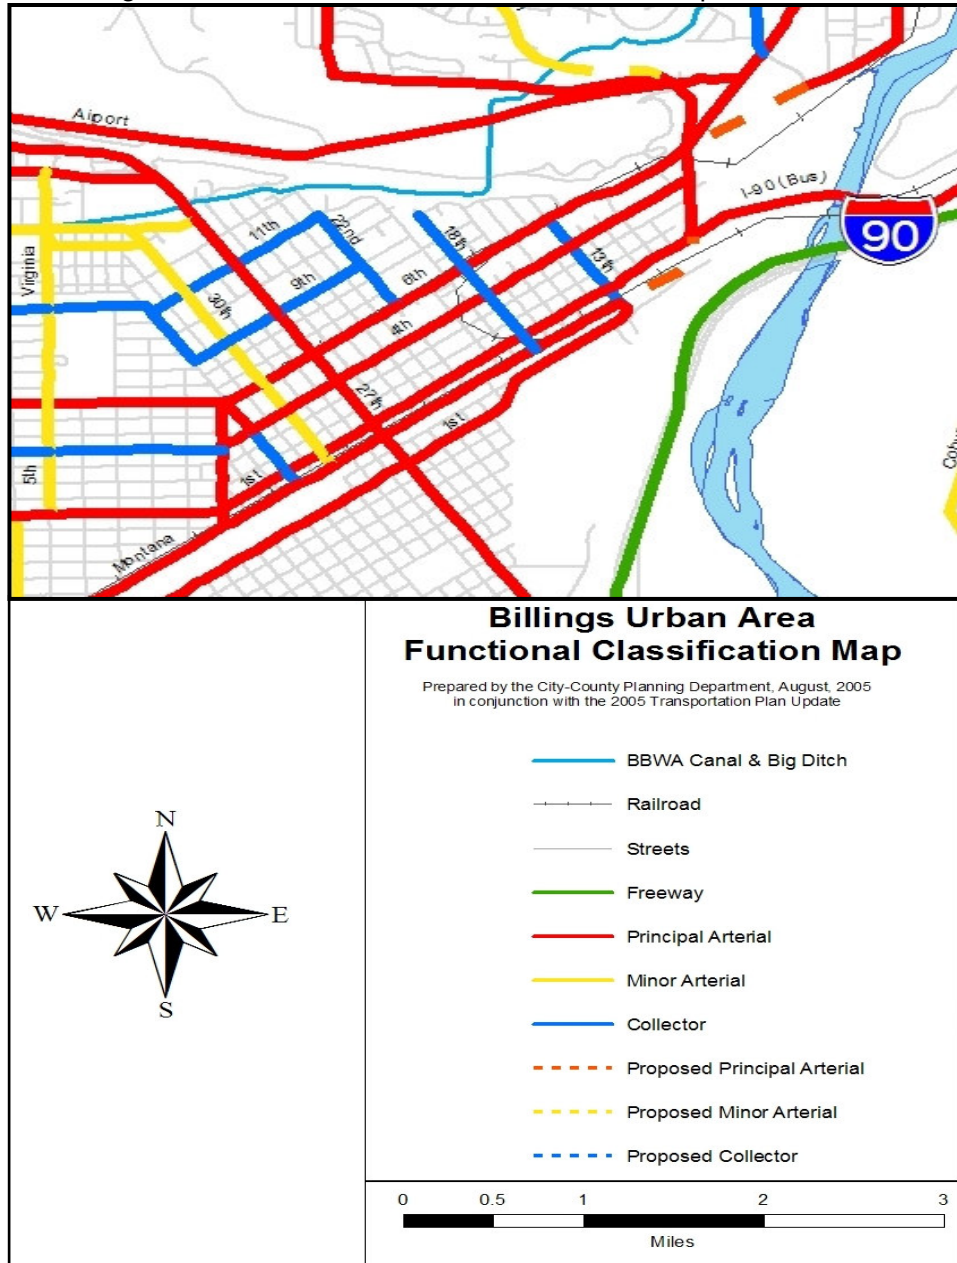 Aiport
I-90 (Bus)
90
Virginia
11th
22nd
18th
13th
30th
9th
6th
4th
27th
1st
1st
5th
Montana
Billings Urban Area
Functional Classification Map
Prepared by the City-County Planning Department, August, 2005
in conjunction with the 2005 Transportation Plan Update
BBWA Canal & Big Ditch
Railroad
Streets
Freeway
Principal Arterial
Minor Arterial
Collector
Proposed Principal Arterial
Proposed Minor Arterial
Proposed Collector
N
W E
S
0 0.5 1 2 3
Miles